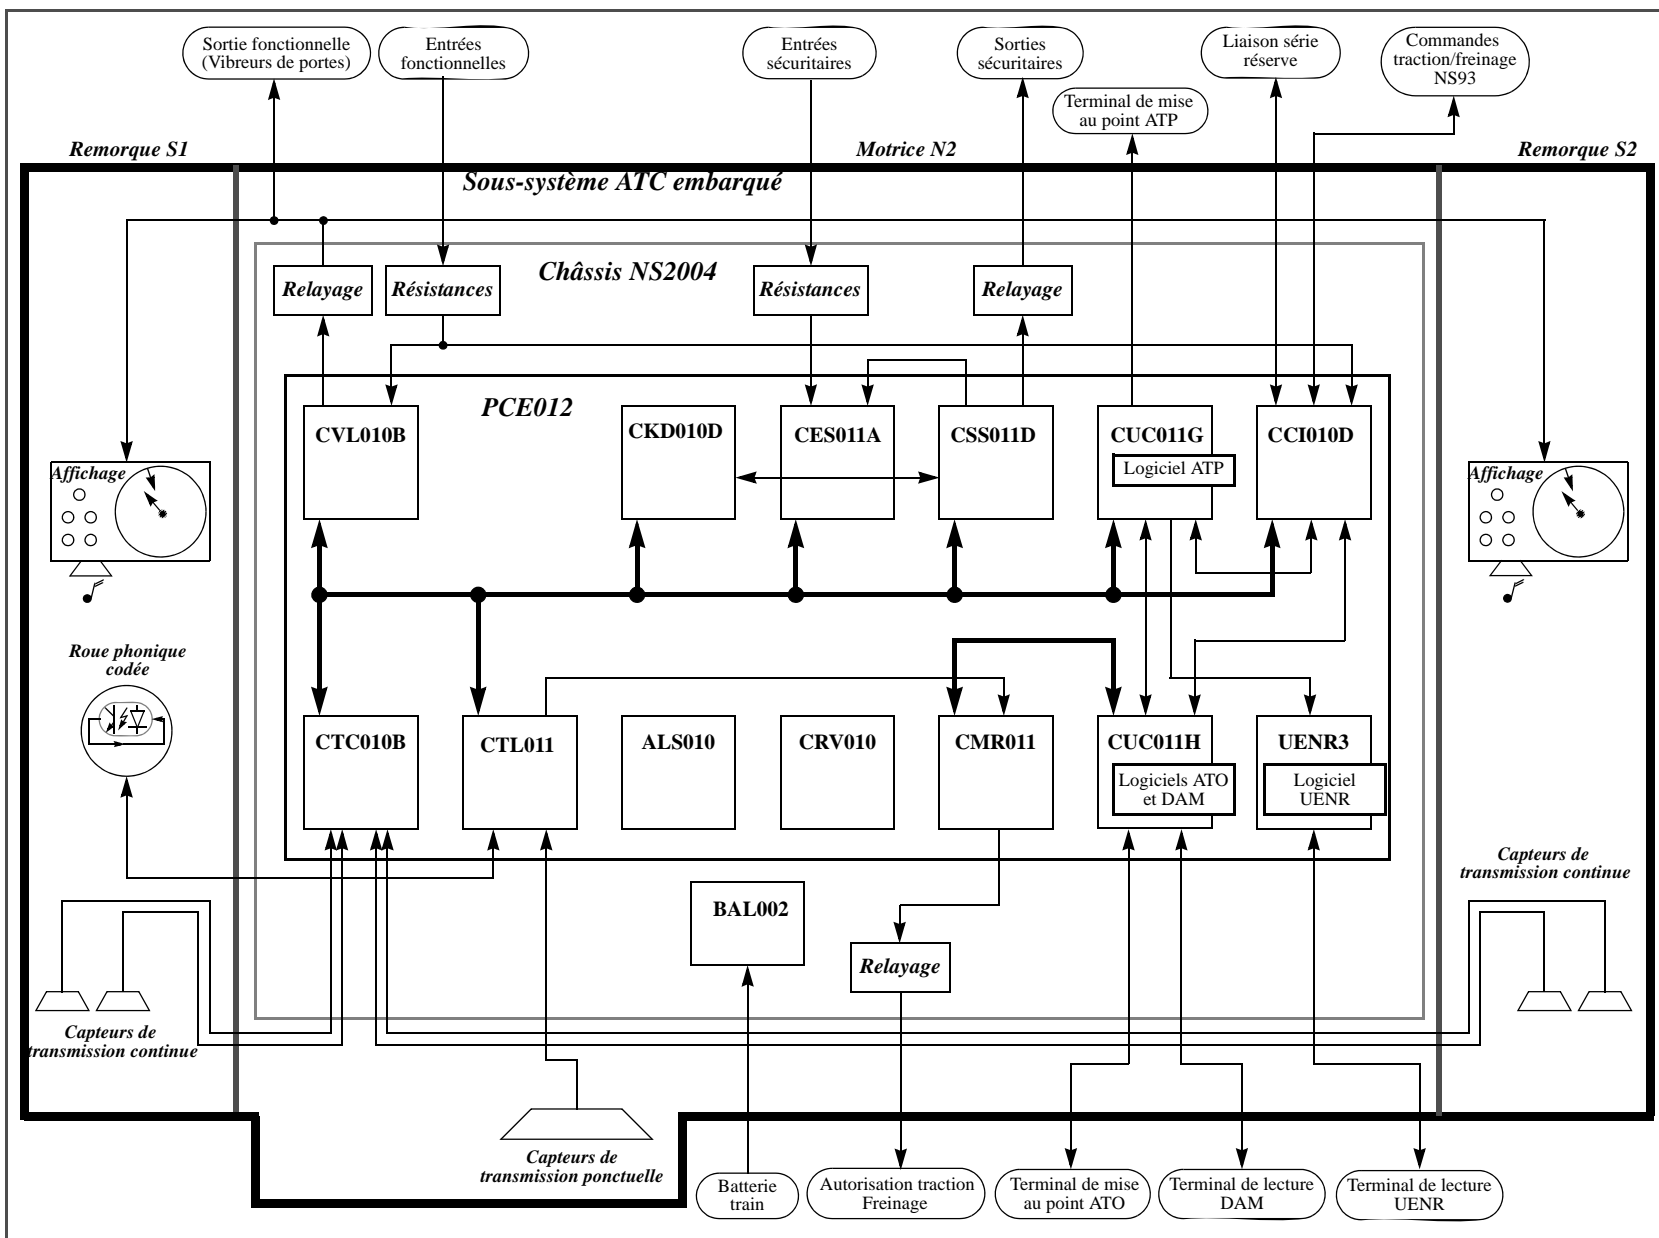 Sortie fonctionnelle
(Vibreurs de portes)
Entrées
fonctionnelles
Entrées
sécuritaires
Sorties
sécuritaires
Liaison série
réserve
Commandes
traction/freinage
NS93
Terminal de mise
au point ATP
Remorque S1
Motrice N2
Remorque S2
Sous-système ATC embarqué
Châssis NS2004
Relayage
Résistances
Résistances
Relayage
PCE012
CVL010B
CKD010D
CES011A
CSS011D
CUC011G
Logiciel ATP
CCI010D
Affichage
Affichage
Roue phonique
codée
CTC010B
CTL011
ALS010
CRV010
CMR011
CUC011H
Logiciels ATO
et DAM
UENR3
Logiciel
UENR
Capteurs de
transmission continue
BAL002
Relayage
Capteurs de
transmission continue
Capteurs de
transmission ponctuelle
Batterie
train
Autorisation traction
Freinage
Terminal de mise
au point ATO
Terminal de lecture
DAM
Terminal de lecture
UENR